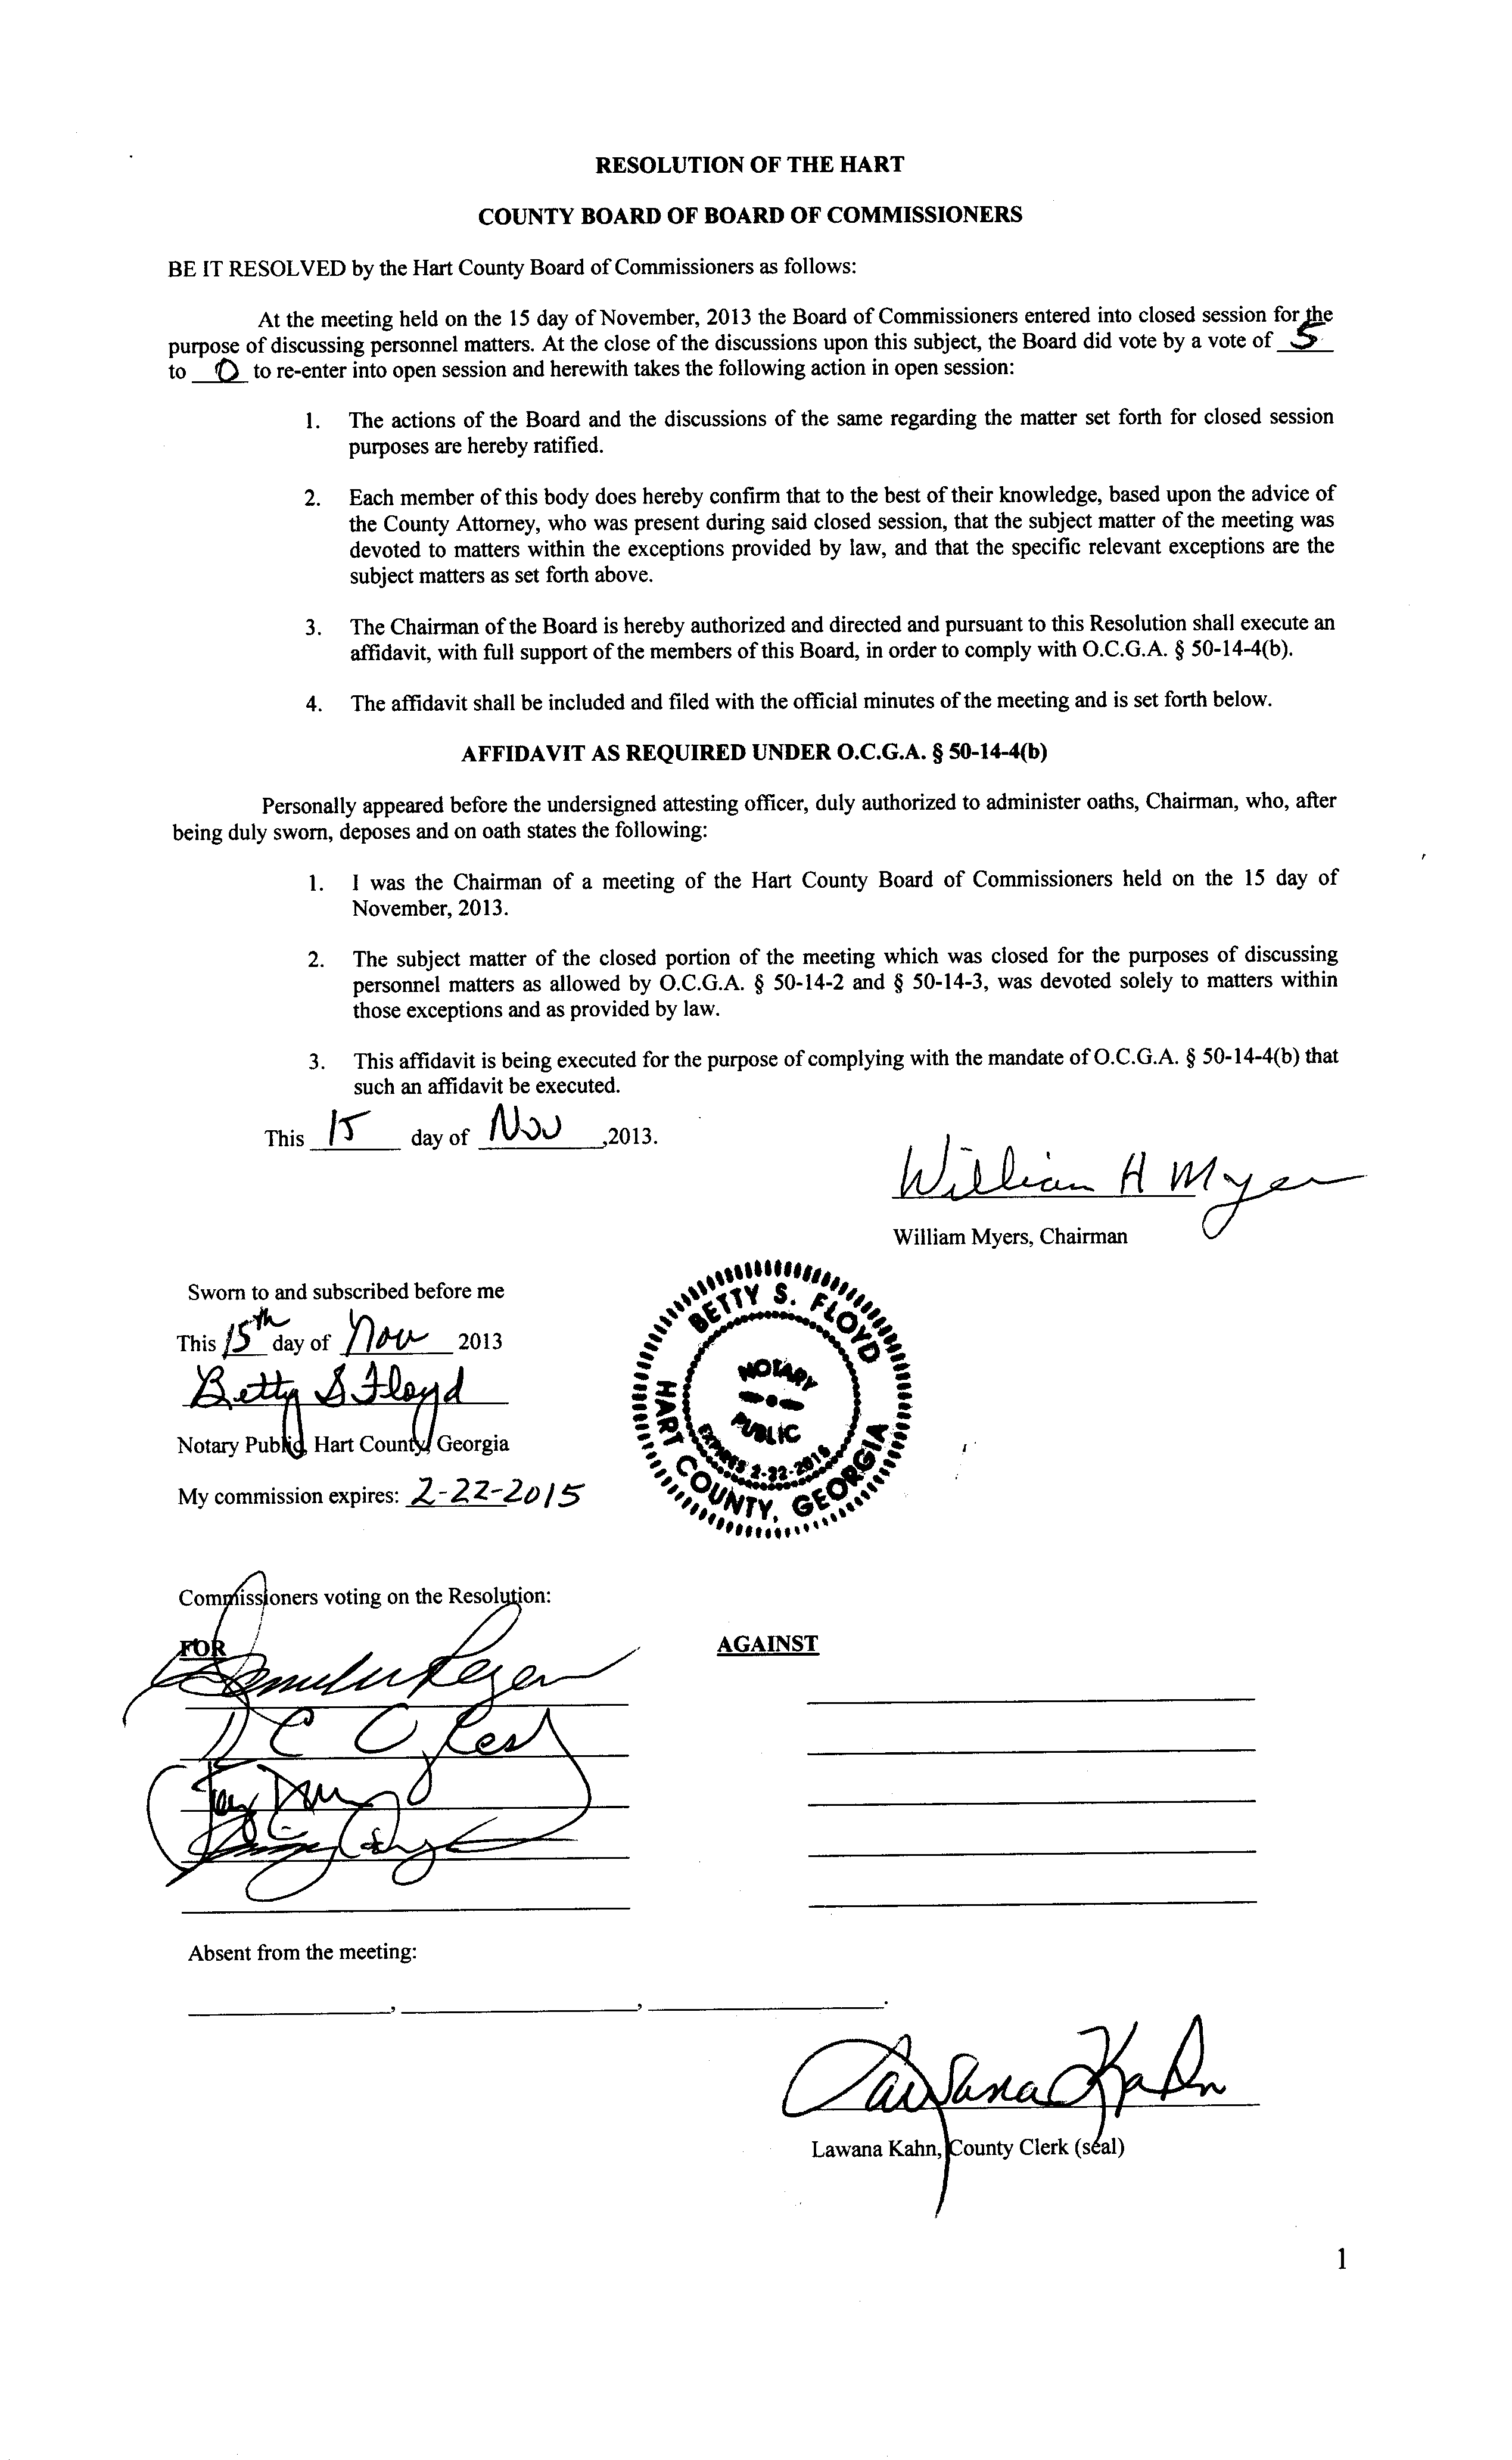 RESOLUTION OF THE HART
COUNTY BOARD OF BOARD OF COMMISSIONERS
BE IT RESOLVED by the Hart County Board of Commissioners as follows:
At the meeting held on the 15 day of November, 2013 the Board of Commissioners entered into closed session for the
purpose of discussing personnel matters. At the close of the discussions upon this subject, the Board did vote by a vote of 5
to 0 to re-enter into open session and herewith takes the following action in open session:
1. The actions of the Board and the discussions of the same regarding the matter set forth for closed session
purposes are hereby ratified.
2. Each member of this body does hereby confirm that to the best of their knowledge, based upon the advice of
the County Attorney, who was present during said closed session, that the subject matter of the meeting was
devoted to matters within the exceptions provided by law, and that the specific relevant exceptions are the
subject matters as set forth above.
3. The Chairman of the Board is hereby authorized and directed and pursuant to this Resolution shall execute an
affidavit, with full support of the members of this Board, in order to comply with O.C.G.A. § 50-14-4(b).
4. The affidavit shall be included and filed with the official minutes of the meeting and is set forth below.
AFFIDAVIT AS REQUIRED UNDER O.C.G.A. § 50-14-4(b)
Personally appeared before the undersigned attesting officer, duly authorized to administer oaths, Chairman, who, after
being duly sworn, deposes and on oath states the following:
1. I was the Chairman of a meeting of the Hart County Board of Commissioners held on the 15 day of
November, 2013.
2. The subject matter of the closed portion of the meeting which was closed for the purposes of discussing
personnel matters as allowed by O.C.G.A. § 50-14-2 and § 50-14-3, was devoted solely to matters within
those exceptions and as provided by law.
3. This affidavit is being executed for the purpose of complying with the mandate of O.C.G.A. § 50-14-4(b) that
such an affidavit be executed.
This 15 day of Nov ,2013.
William H Myers
William Myers, Chairman
Sworn to and subscribed before me
This 15th day of Nov 2013
Betty S Floyd
Notary Public, Hart County, Georgia
My commission expires: 2-22-2015
BETTY S. FLOYD
NOTARY
PUBLIC
EXPIRES 2-22-2015
HART COUNTY, GEORGIA
Commissioners voting on the Resolution:
FOR AGAINST
Absent from the meeting:
Lawana Kahn
Lawana Kahn, County Clerk (seal)
1